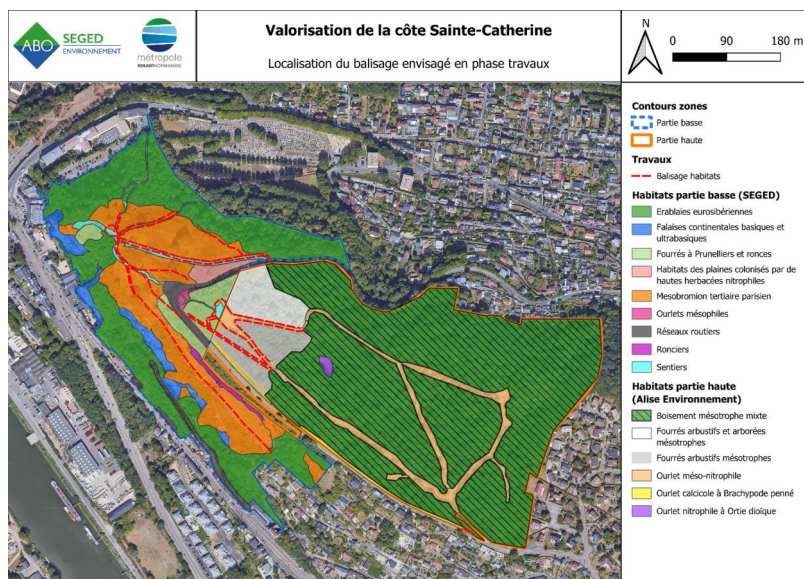 ABO
SEGED
ENVIRONNEMENT
métropole
ROUENNORMANDIE
Valorisation de la côte Sainte-Catherine
Localisation du balisage envisagé en phase travaux
N
0 90 180 m
Contours zones
Partie basse
Partie haute
Travaux
Balisage habitats
Habitats partie basse (SEGED)
Erablaies eurosibériennes
Falaises continentales basiques et
ultrabasiques
Fourrés à Prunelliers et ronces
Habitats des plaines colonisés par de
hautes herbacées nitrophiles
Mesobromion tertiaire parisien
Ourlets mésophiles
Réseaux routiers
Ronciers
Sentiers
Habitats partie haute
(Alise Environnement)
Boisement mésotrophe mixte
Fourrés arbustifs et arborées
mésotrophes
Fourrés arbustifs mésotrophes
Ourlet méso-nitrophile
Ourlet calcicole à Brachypode penné
Ourlet nitrophile à Ortie dioïque